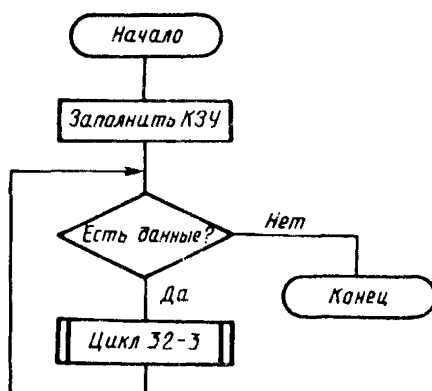 Начало
Заполнить КЗУ
Есть данные?
Нет
Да
Конец
Цикл 32-3